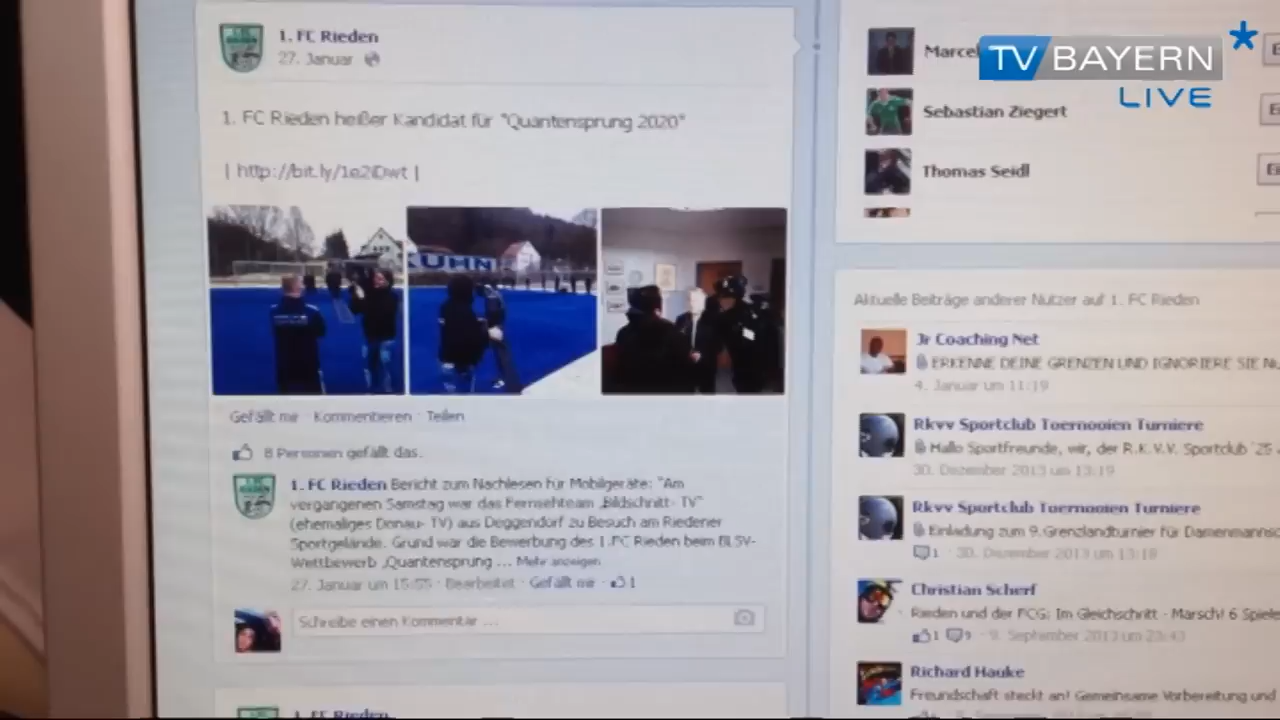 1. FC Rieden
27. Januar
1. FC Rieden heißer Kandidat für "Quantensprung 2020"
| http://bit.ly/1e2iDwt |
KUHN
Gefällt mir · Kommentieren · Teilen
8 Personen gefällt das.
1. FC Rieden Bericht zum Nachlesen für Mobilgeräte: "Am
vergangenen Samstag war das Fernsehteam „Bildschnitt- TV"
(ehemaliges Donau- TV) aus Deggendorf zu Besuch am Riedener
Sportgelände. Grund war die Bewerbung des 1.FC Rieden beim BLSV-
Wettbewerb „Quantensprung ... Mehr anzeigen
27. Januar um 15:55 · Bearbeitet · Gefällt mir · 1
Schreibe einen Kommentar ...
1. FC Rieden
TV BAYERN
LIVE
Marcel
Sebastian Ziegert
Thomas Seidl
Aktuelle Beiträge anderer Nutzer auf 1. FC Rieden
Jr Coaching Net
ERKENNE DEINE GRENZEN UND IGNORIERE SIE
4. Januar um 11:19
Rkvv Sportclub Toernooien Turniere
Hallo Sportfreunde, wir, der R.K.V.V. Sportclub '25
30. Dezember 2013 um 13:19
Rkvv Sportclub Toernooien Turniere
Einladung zum 9.Grenzlandturnier für Damenmannsc
1 · 30. Dezember 2013 um 13:18
Christian Scherf
Rieden und der FCG: Im Gleichschritt - Marsch! 6 Spiele
1 9 · 9. September 2013 um 23:43
Richard Hauke
Freundschaft steckt an! Gemeinsame Vorbereitung und